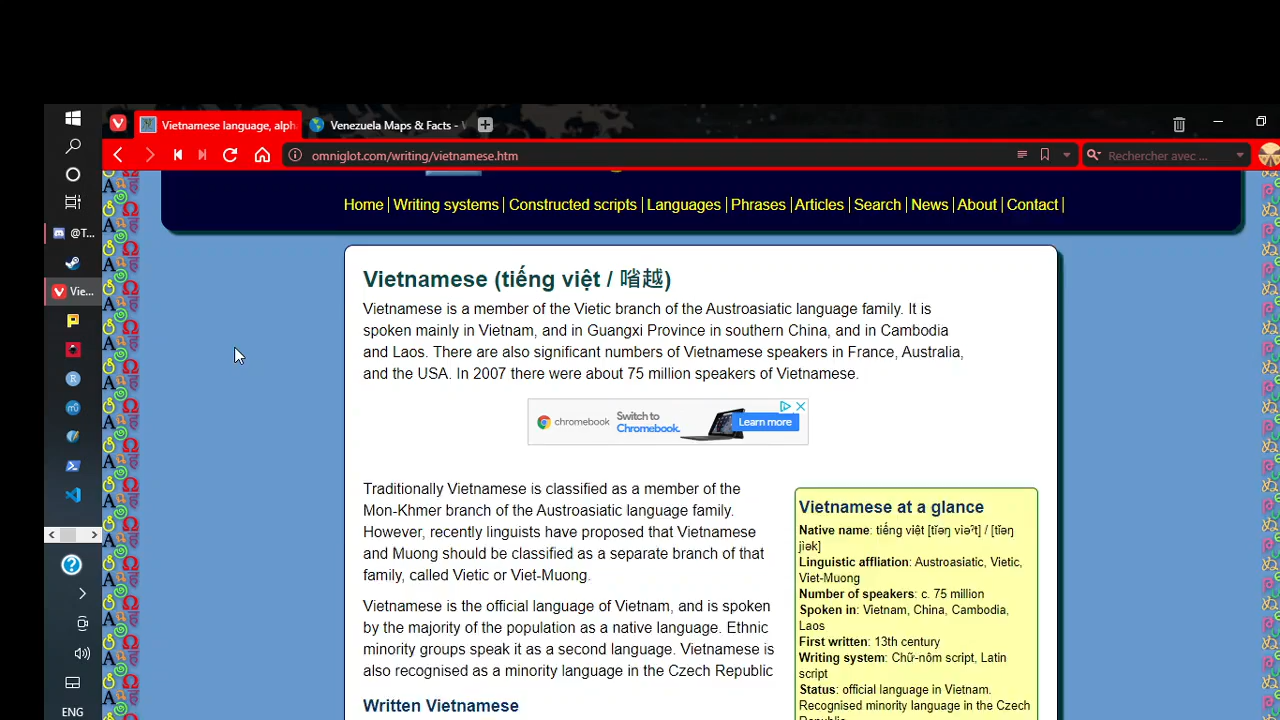 Vietnamese language, alph
Venezuela Maps & Facts -
omniglot.com/writing/vietnamese.htm
Rechercher avec ...
@T...
Vie...
ENG
Home | Writing systems | Constructed scripts | Languages | Phrases | Articles | Search | News | About | Contact |
Vietnamese (tiếng việt / 㗂越)
Vietnamese is a member of the Vietic branch of the Austroasiatic language family. It is
spoken mainly in Vietnam, and in Guangxi Province in southern China, and in Cambodia
and Laos. There are also significant numbers of Vietnamese speakers in France, Australia,
and the USA. In 2007 there were about 75 million speakers of Vietnamese.
chromebook
Switch to
Chromebook.
Learn more
Traditionally Vietnamese is classified as a member of the
Mon-Khmer branch of the Austroasiatic language family.
However, recently linguists have proposed that Vietnamese
and Muong should be classified as a separate branch of that
family, called Vietic or Viet-Muong.
Vietnamese is the official language of Vietnam, and is spoken
by the majority of the population as a native language. Ethnic
minority groups speak it as a second language. Vietnamese is
also recognised as a minority language in the Czech Republic
Written Vietnamese
Vietnamese at a glance
Native name: tiếng việt [tiəŋ viəˀt] / [tiəŋ
jiək]
Linguistic affliation: Austroasiatic, Vietic,
Viet-Muong
Number of speakers: c. 75 million
Spoken in: Vietnam, China, Cambodia,
Laos
First written: 13th century
Writing system: Chữ-nôm script, Latin
script
Status: official language in Vietnam.
Recognised minority language in the Czech
Republic